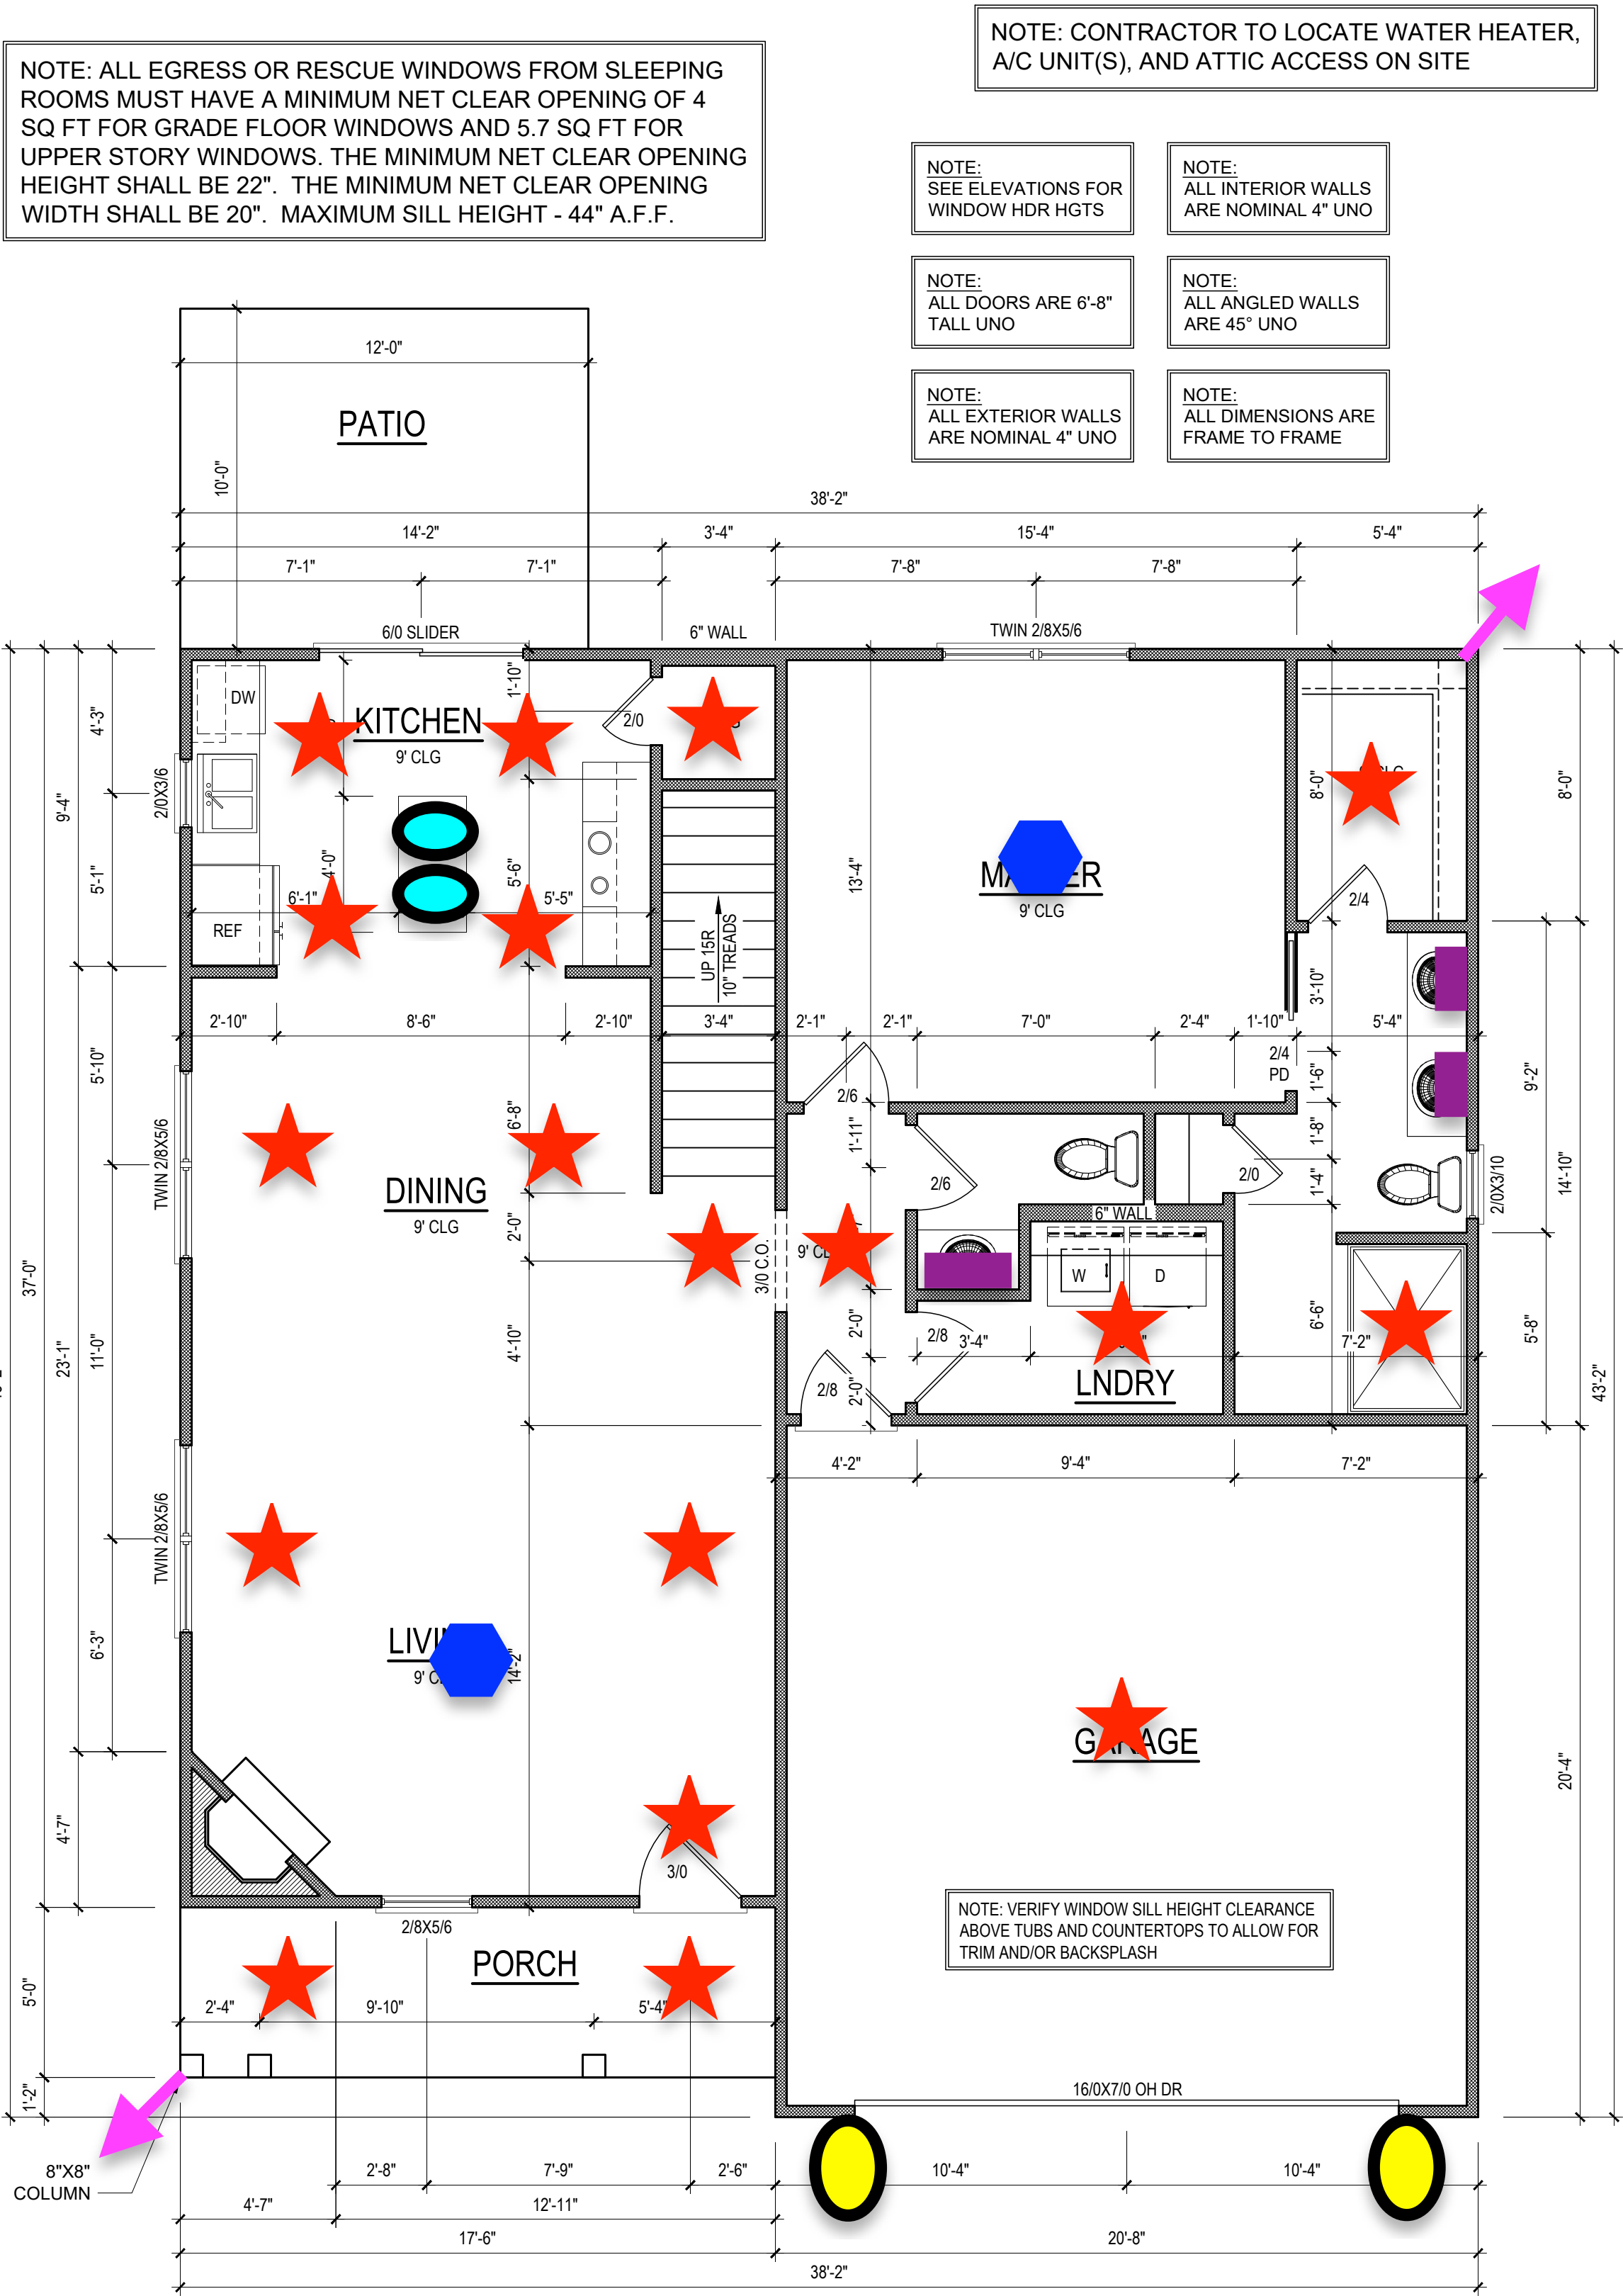 NOTE: CONTRACTOR TO LOCATE WATER HEATER,
A/C UNIT(S), AND ATTIC ACCESS ON SITE
NOTE: ALL EGRESS OR RESCUE WINDOWS FROM SLEEPING
ROOMS MUST HAVE A MINIMUM NET CLEAR OPENING OF 4
SQ FT FOR GRADE FLOOR WINDOWS AND 5.7 SQ FT FOR
UPPER STORY WINDOWS. THE MINIMUM NET CLEAR OPENING
HEIGHT SHALL BE 22". THE MINIMUM NET CLEAR OPENING
WIDTH SHALL BE 20". MAXIMUM SILL HEIGHT - 44" A.F.F.
NOTE:
SEE ELEVATIONS FOR
WINDOW HDR HGTS
NOTE:
ALL INTERIOR WALLS
ARE NOMINAL 4" UNO
NOTE:
ALL DOORS ARE 6'-8"
TALL UNO
NOTE:
ALL ANGLED WALLS
ARE 45° UNO
NOTE:
ALL EXTERIOR WALLS
ARE NOMINAL 4" UNO
NOTE:
ALL DIMENSIONS ARE
FRAME TO FRAME
12'-0"
PATIO
10'-0"
38'-2"
14'-2"
3'-4"
15'-4"
5'-4"
7'-1"
7'-1"
7'-8"
7'-8"
6/0 SLIDER
6" WALL
TWIN 2/8X5/6
DW
KITCHEN
9' CLG
1'-10"
2/0
4'-3"
9'-4"
2/0X3/6
5'-1"
4'-0"
5'-6"
6'-1"
5'-5"
REF
UP 15R
10" TREADS
13'-4"
9' CLG
8'-0"
8'-0"
2/4
3'-10"
2'-10"
8'-6"
2'-10"
3'-4"
2'-1"
2'-1"
7'-0"
2'-4"
1'-10"
5'-4"
2/4
PD
1'-6"
9'-2"
5'-10"
TWIN 2/8X5/6
6'-8"
2/6
1'-11"
1'-8"
2/6
2/0
1'-4"
2/0X3/10
14'-10"
DINING
9' CLG
2'-0"
3/0 C.O.
6" WALL
W
D
37'-0"
23'-1"
11'-0"
4'-10"
2'-0"
2/8
3'-4"
6'-6"
7'-2"
5'-8"
43'-2"
2/8
2'-0"
LNDRY
4'-2"
9'-4"
7'-2"
TWIN 2/8X5/6
6'-3"
14'-2"
4'-7"
20'-4"
3/0
2/8X5/6
PORCH
NOTE: VERIFY WINDOW SILL HEIGHT CLEARANCE
ABOVE TUBS AND COUNTERTOPS TO ALLOW FOR
TRIM AND/OR BACKSPLASH
5'-0"
2'-4"
9'-10"
5'-4"
1'-2"
16/0X7/0 OH DR
8"X8"
COLUMN
2'-8"
7'-9"
2'-6"
10'-4"
10'-4"
4'-7"
12'-11"
17'-6"
20'-8"
38'-2"